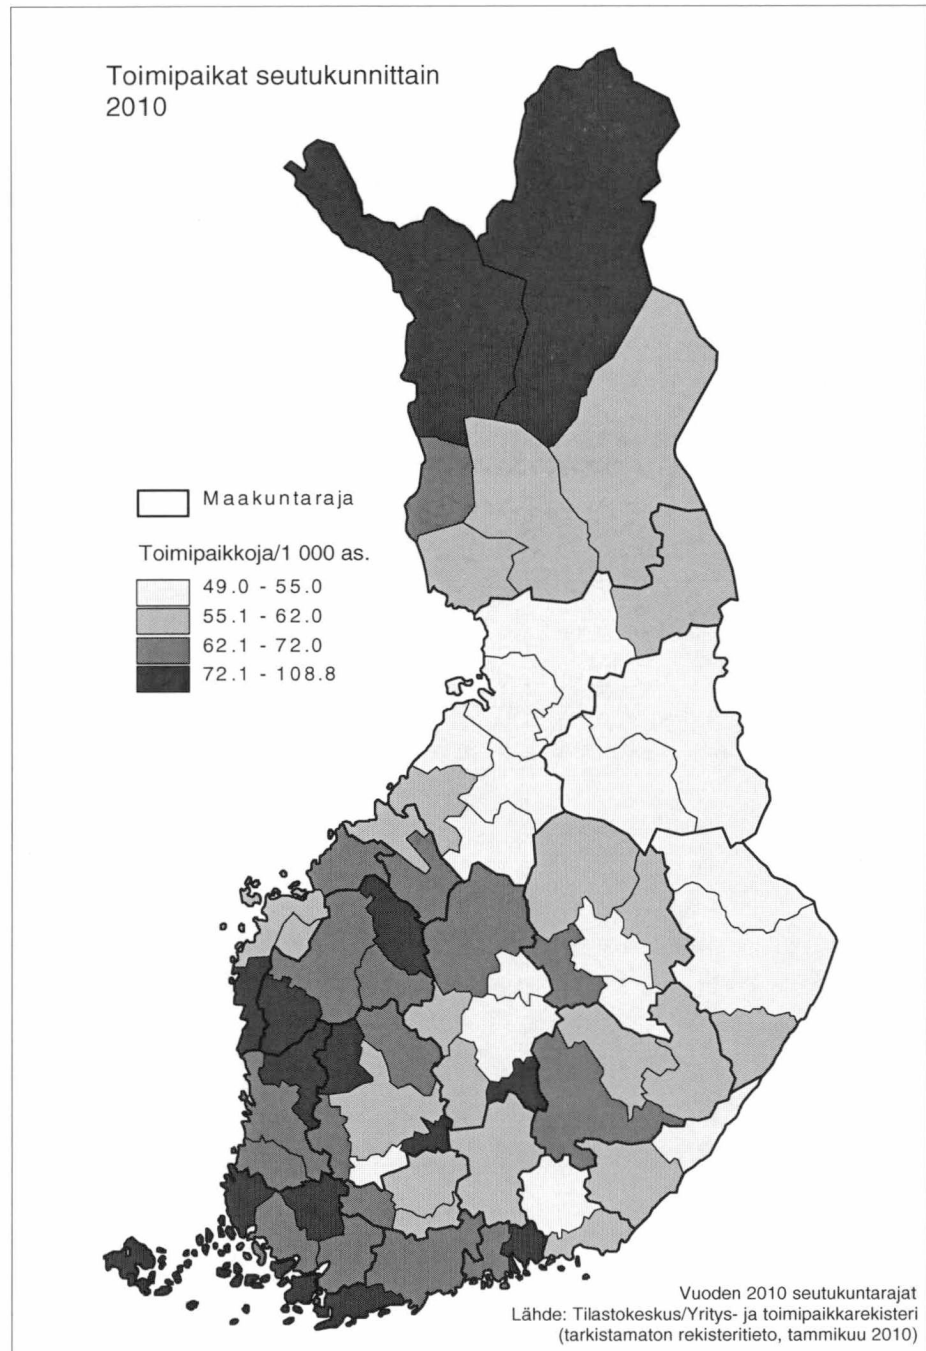 Toimipaikat seutukunnittain
2010
Maakuntaraja
Toimipaikkoja/1 000 as.
49.0 - 55.0
55.1 - 62.0
62.1 - 72.0
72.1 - 108.8
Vuoden 2010 seutukuntarajat
Lähde: Tilastokeskus/Yritys- ja toimipaikkarekisteri
(tarkistamaton rekisteritieto, tammikuu 2010)